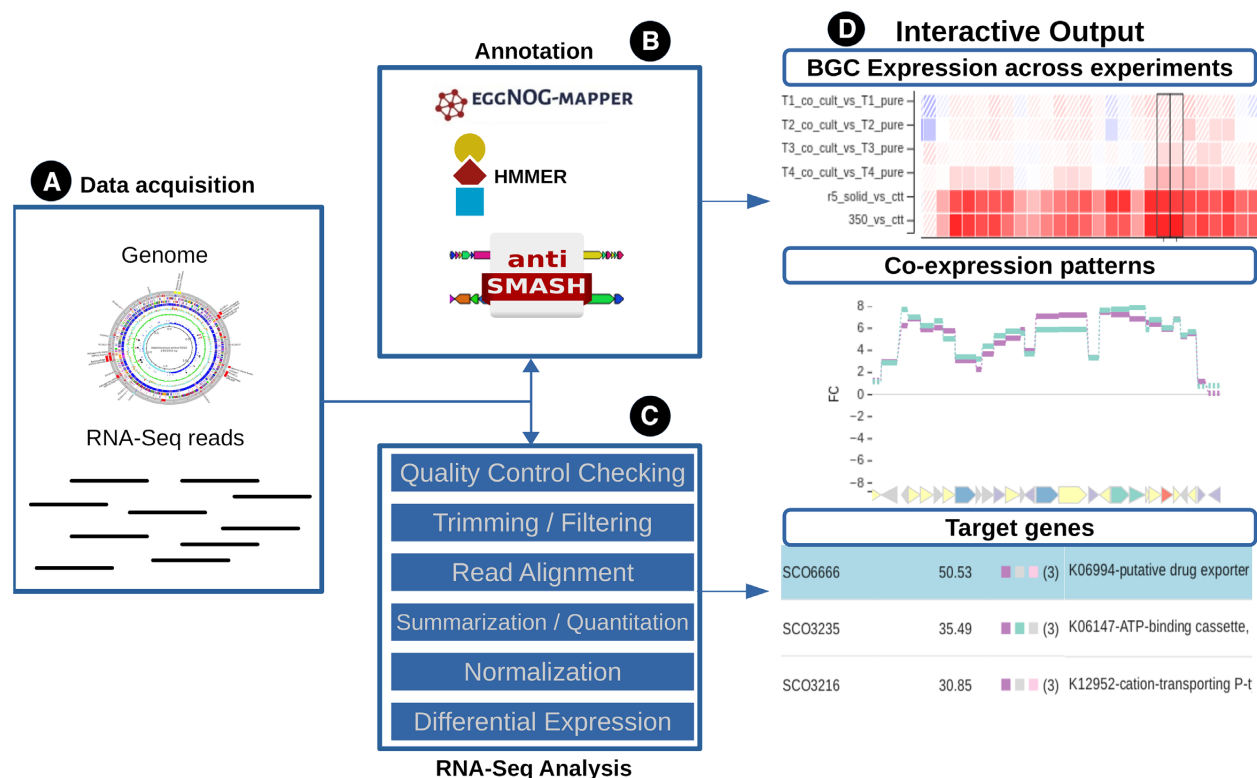 A
Data acquisition
Genome
RNA-Seq reads
B
Annotation
EGGNOG-MAPPER
HMMER
anti
SMASH
C
Quality Control Checking
Trimming / Filtering
Read Alignment
Summarization / Quantitation
Normalization
Differential Expression
RNA-Seq Analysis
D
Interactive Output
BGC Expression across experiments
T1_co_cult_vs_T1_pure
T2_co_cult_vs_T2_pure
T3_co_cult_vs_T3_pure
T4_co_cult_vs_T4_pure
r5_solid_vs_ctt
350_vs_ctt
Co-expression patterns
FC
8
6
4
2
0
−2
−4
−6
−8
Target genes
SCO6666 50.53 (3) K06994-putative drug exporter
SCO3235 35.49 (3) K06147-ATP-binding cassette,
SCO3216 30.85 (3) K12952-cation-transporting P-t